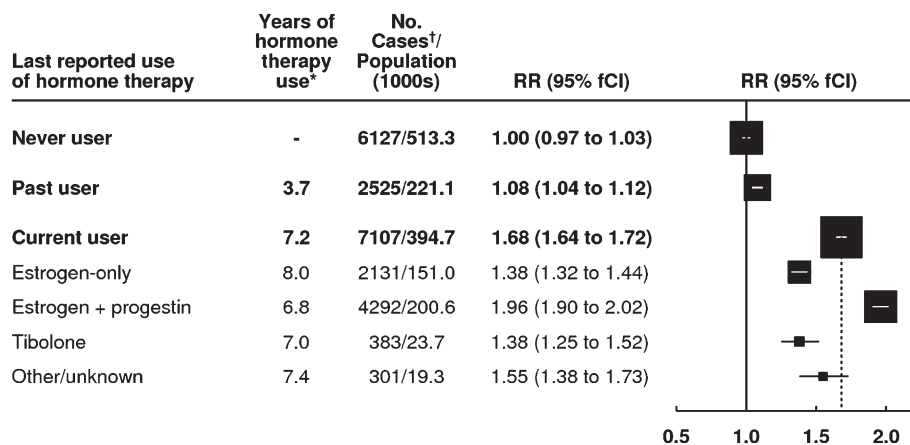 Years of
hormone
therapy
use*
No.
Cases†/
Population
(1000s)
Last reported use
of hormone therapy
RR (95% fCI)
RR (95% fCI)
Never user - 6127/513.3 1.00 (0.97 to 1.03)
Past user 3.7 2525/221.1 1.08 (1.04 to 1.12)
Current user 7.2 7107/394.7 1.68 (1.64 to 1.72)
Estrogen-only 8.0 2131/151.0 1.38 (1.32 to 1.44)
Estrogen + progestin 6.8 4292/200.6 1.96 (1.90 to 2.02)
Tibolone 7.0 383/23.7 1.38 (1.25 to 1.52)
Other/unknown 7.4 301/19.3 1.55 (1.38 to 1.73)
0.5 1.0 1.5 2.0